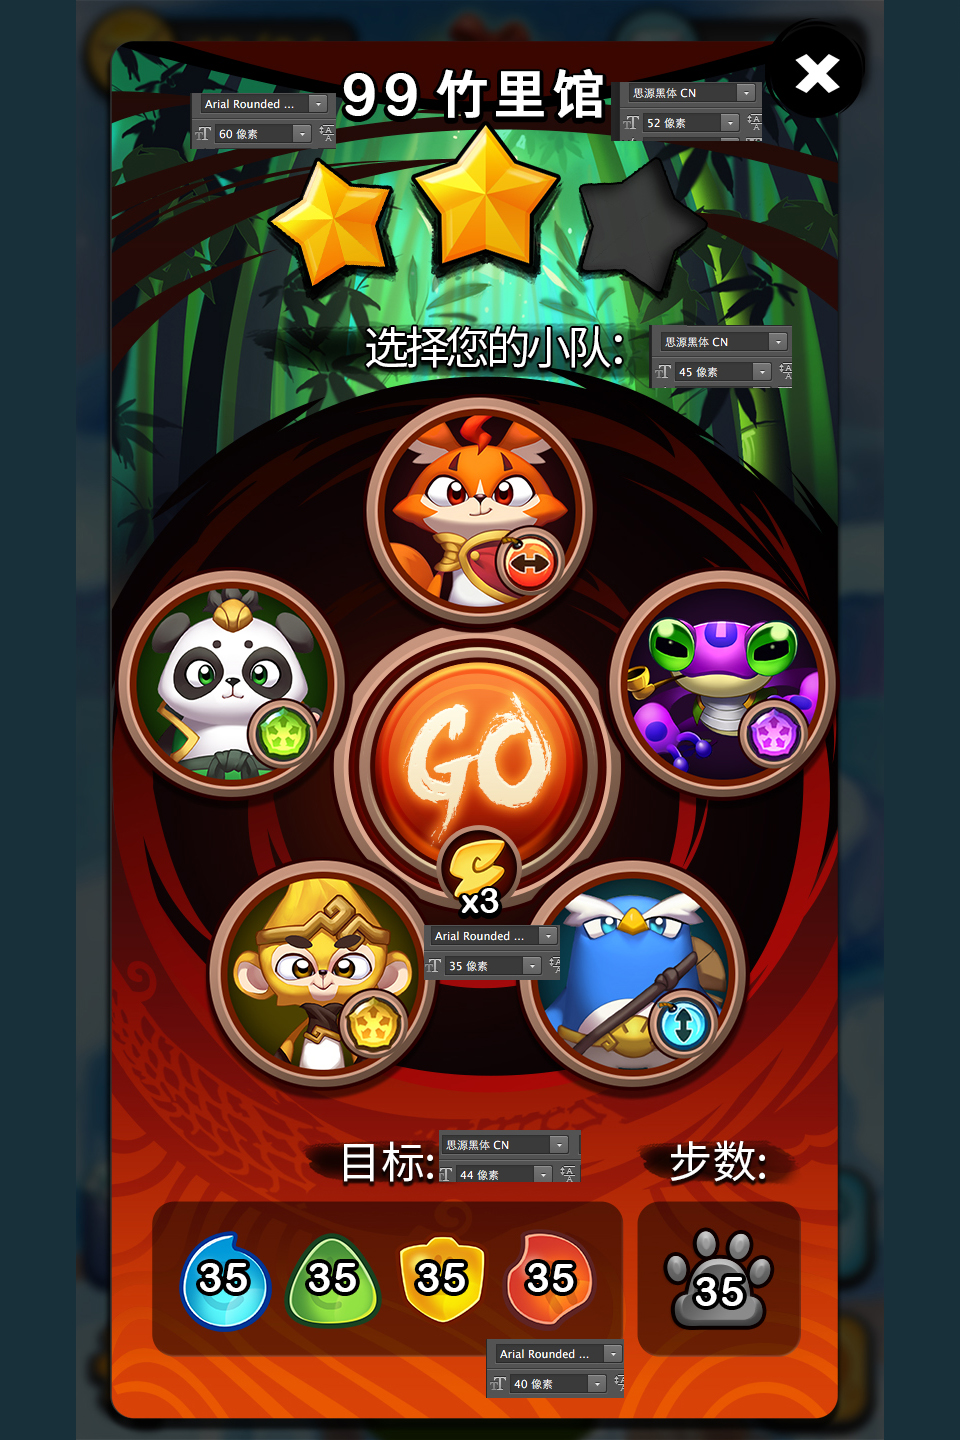 99 竹里馆
Arial Rounded ...
60 像素
思源黑体 CN
52 像素
选择您的小队:
思源黑体 CN
45 像素
GO
x3
Arial Rounded ...
35 像素
目标:
思源黑体 CN
44 像素
步数:
35 35 35 35 35
Arial Rounded ...
40 像素